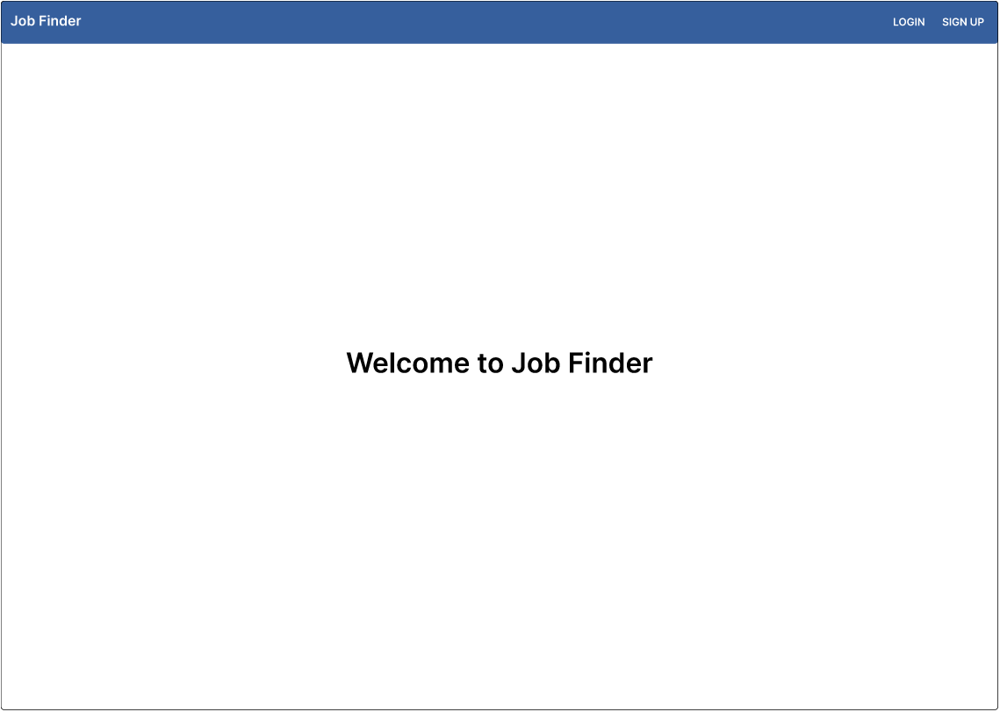 Job Finder
LOGIN SIGN UP
Welcome to Job Finder